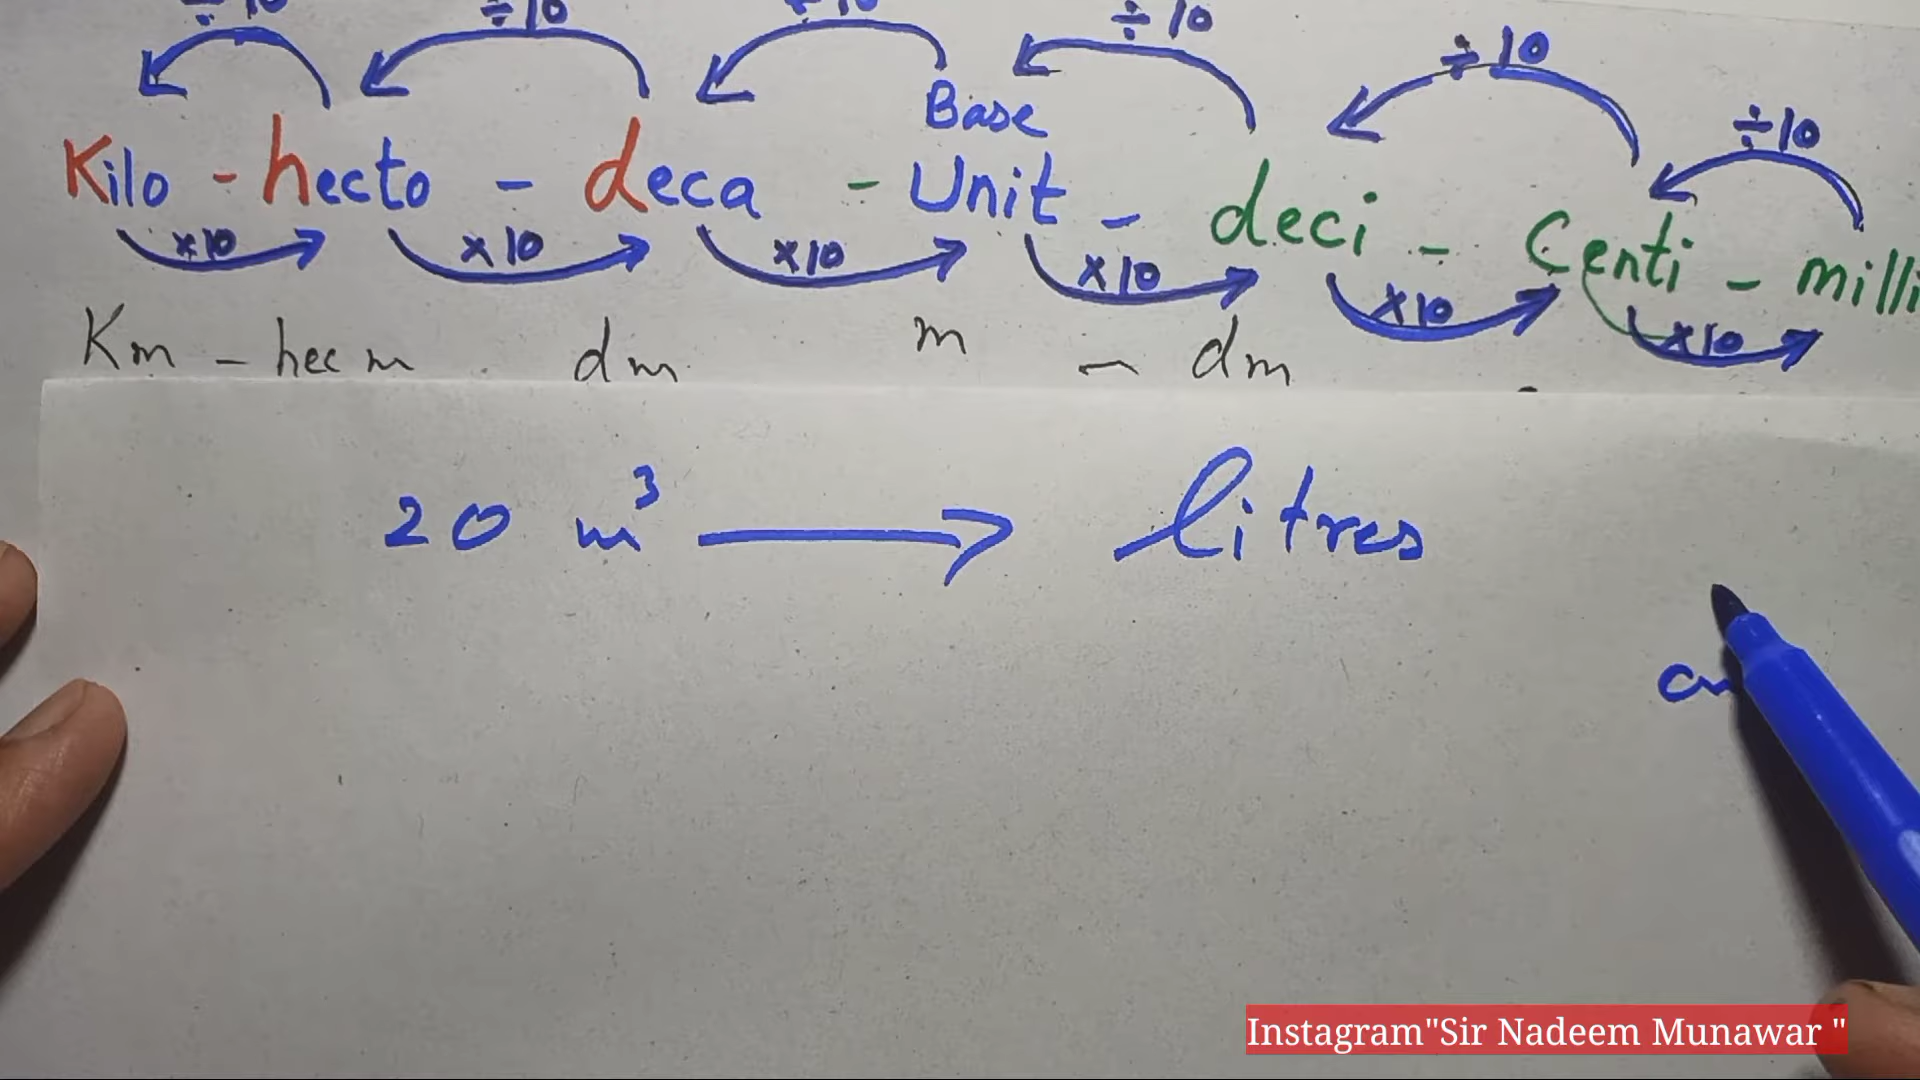 ÷10 ÷10 ÷10 ÷10 ÷10 ÷10
Base
Kilo - hecto - deca - Unit - deci - Centi - milli
×10 ×10 ×10 ×10 ×10 ×10
Km - hec m dm m - dm
20 m³ → litres
Instagram"Sir Nadeem Munawar "